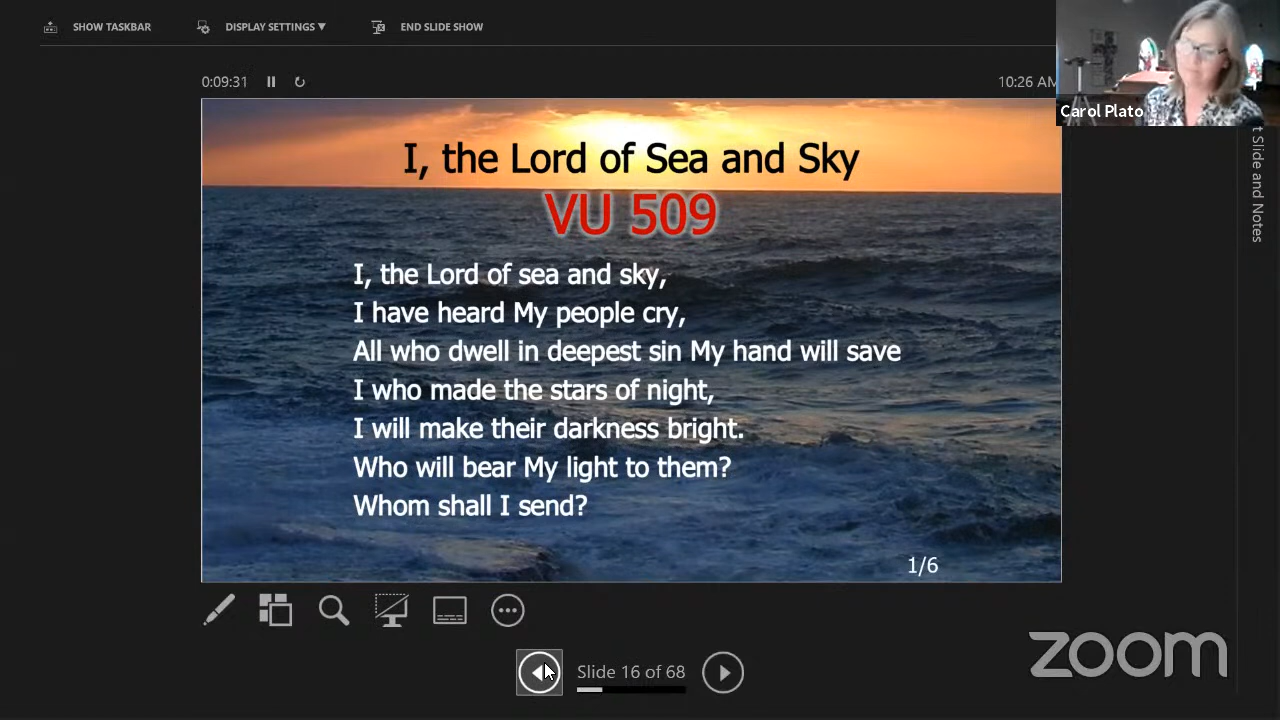 SHOW TASKBAR
DISPLAY SETTINGS ▼
END SLIDE SHOW
0:09:31
10:26 AM
Carol Plato
t Slide and Notes
I, the Lord of Sea and Sky
VU 509
I, the Lord of sea and sky,
I have heard My people cry,
All who dwell in deepest sin My hand will save
I who made the stars of night,
I will make their darkness bright.
Who will bear My light to them?
Whom shall I send?
1/6
Slide 16 of 68
zoom